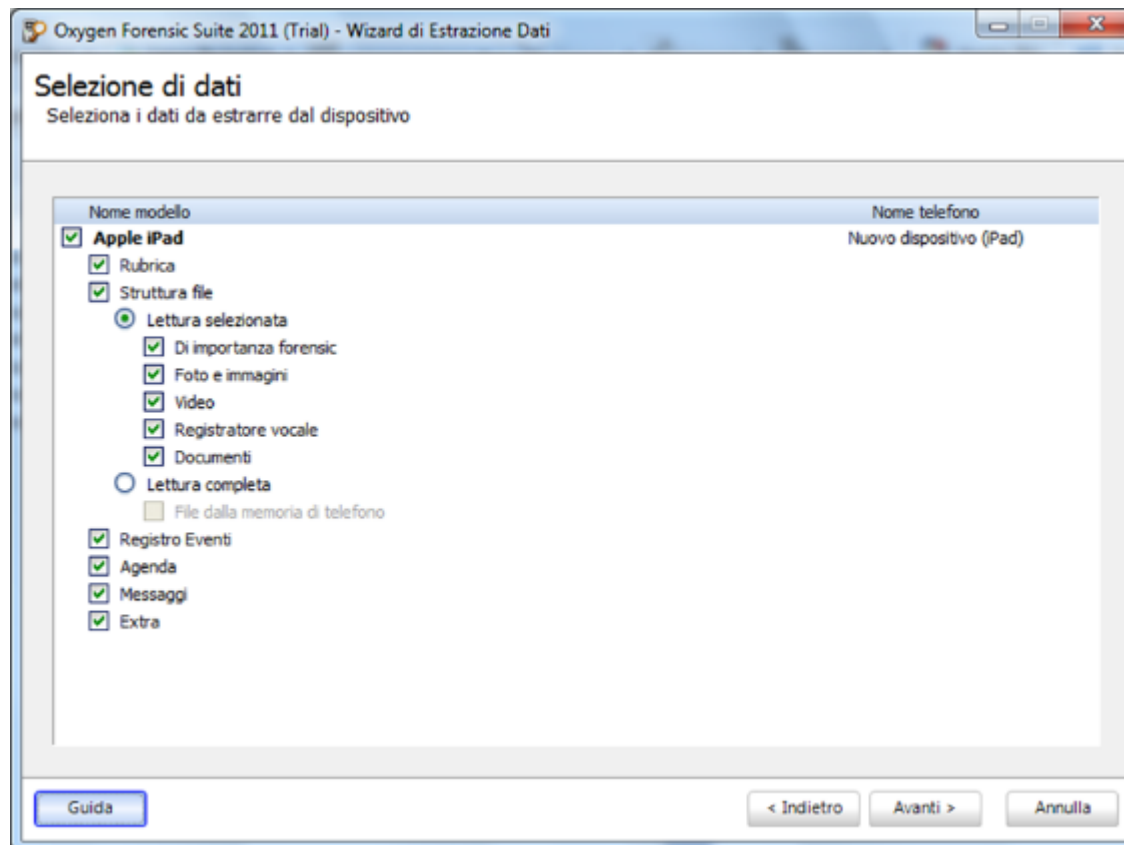 Oxygen Forensic Suite 2011 (Trial) - Wizard di Estrazione Dati
Selezione di dati
Seleziona i dati da estrarre dal dispositivo
Nome modello Nome telefono
Apple iPad Nuovo dispositivo (iPad)
Rubrica
Struttura file
Lettura selezionata
Di importanza forensic
Foto e immagini
Video
Registratore vocale
Documenti
Lettura completa
File dalla memoria di telefono
Registro Eventi
Agenda
Messaggi
Extra
Guida < Indietro Avanti > Annulla